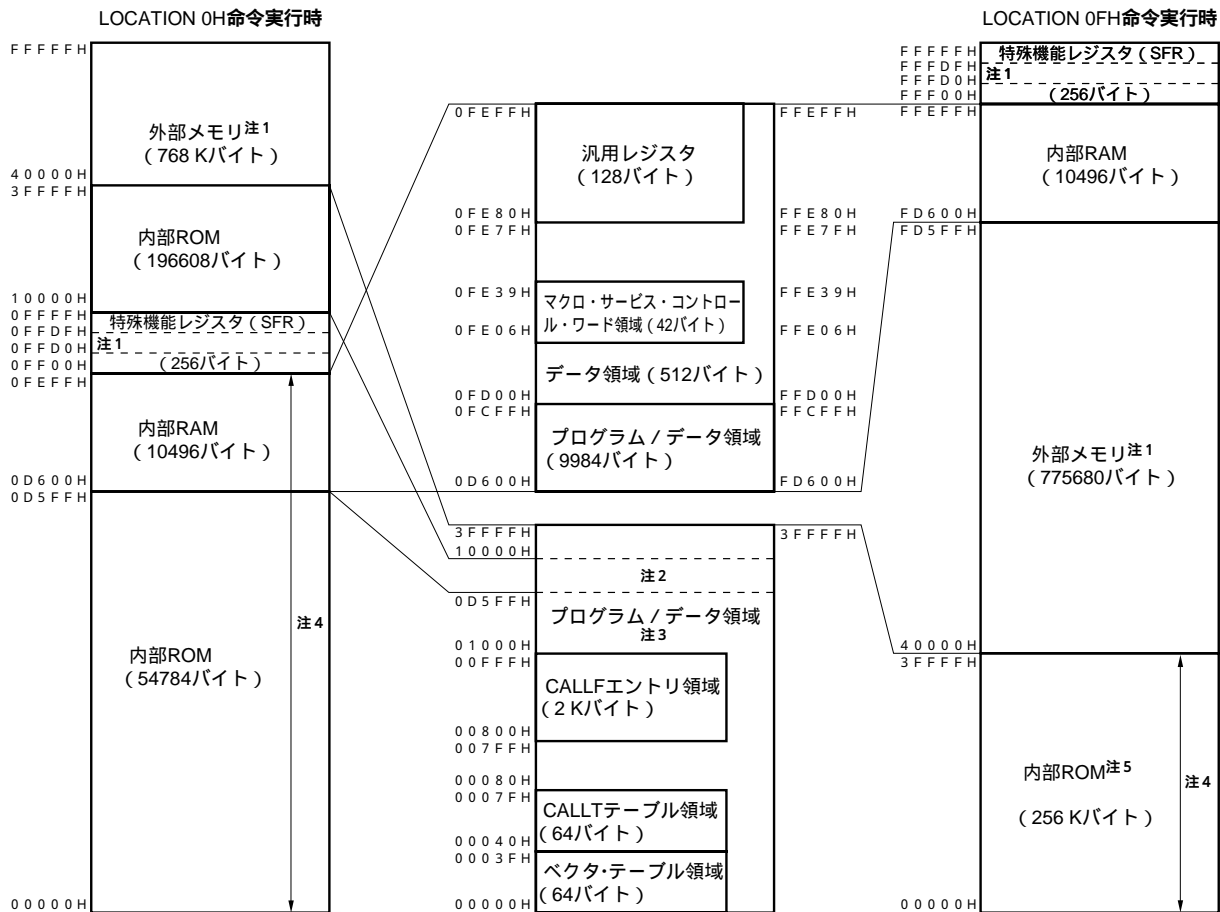 LOCATION 0H命令実行時
FFFFFH
外部メモリ注1
(768 Kバイト)
40000H
3FFFFH
内部ROM
(196608バイト)
10000H
0FFFFH
特殊機能レジスタ(SFR)
0FFDFH
注1
0FFD0H
0FF00H
(256バイト)
0FEFFH
内部RAM
(10496バイト)
0D600H
0D5FFH
注4
内部ROM
(54784バイト)
00000H
0FEFFH
FFEFFH
汎用レジスタ
(128バイト)
0FE80H
FFE80H
0FE7FH
FFE7FH
0FE39H
FFE39H
マクロ・サービス・コントロー
ル・ワード領域(42バイト)
0FE06H
FFE06H
データ領域(512バイト)
0FD00H
FFD00H
0FCFFH
FFCFFH
プログラム/データ領域
(9984バイト)
0D600H
FD600H
3FFFFH
3FFFFH
10000H
注2
0D5FFH
プログラム/データ領域
注3
01000H
00FFFH
CALLFエントリ領域
(2 Kバイト)
00800H
007FFH
00080H
0007FH
CALLTテーブル領域
(64バイト)
00040H
0003FH
ベクタ・テーブル領域
(64バイト)
00000H
LOCATION 0FH命令実行時
FFFFFH
特殊機能レジスタ(SFR)
FFFDFH
注1
FFFD0H
FFF00H
(256バイト)
FFEFFH
内部RAM
(10496バイト)
FD600H
FD5FFH
外部メモリ注1
(775680バイト)
40000H
3FFFFH
内部ROM注5
注4
(256 Kバイト)
00000H